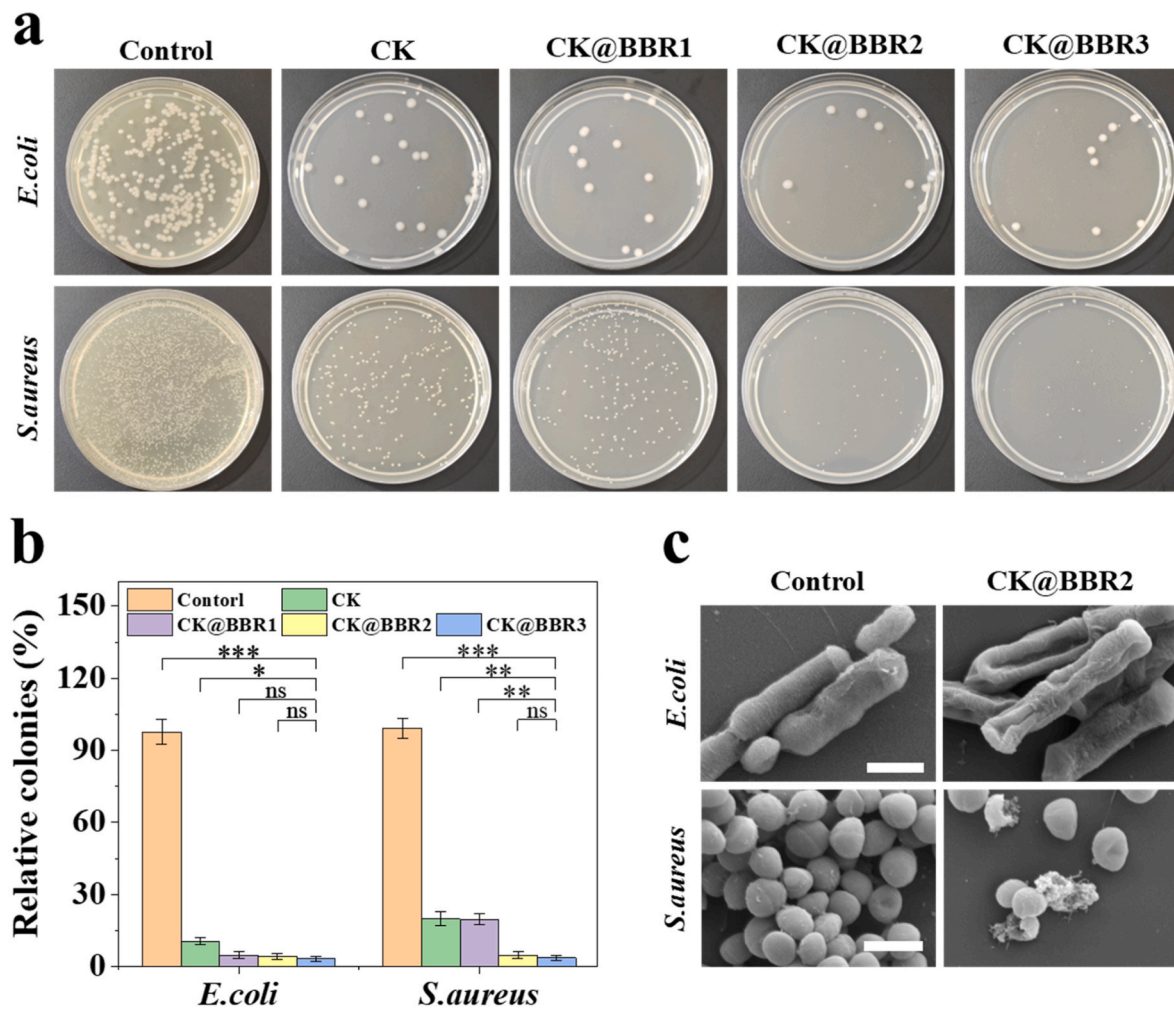 a
Control CK CK@BBR1 CK@BBR2 CK@BBR3
E.coli
S.aureus
b
Relative colonies (%)
150
120
90
60
30
0
Contorl CK
CK@BBR1 CK@BBR2 CK@BBR3
*** ***
* **
ns **
ns ns
E.coli S.aureus
c
Control CK@BBR2
E.coli
S.aureus